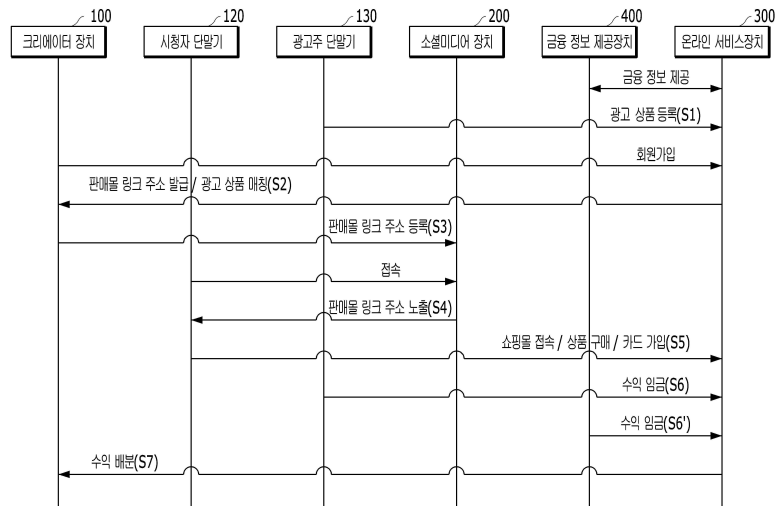 100
120
130
200
400
300
크리에이터 장치
시청자 단말기
광고주 단말기
소셜미디어 장치
금융 정보 제공장치
온라인 서비스장치
금융 정보 제공
광고 상품 등록(S1)
회원가입
판매몰 링크 주소 발급 / 광고 상품 매칭(S2)
판매몰 링크 주소 등록(S3)
접속
판매몰 링크 주소 노출(S4)
쇼핑몰 접속 / 상품 구매 / 카드 가입(S5)
수익 임금(S6)
수익 임금(S6')
수익 배분(S7)